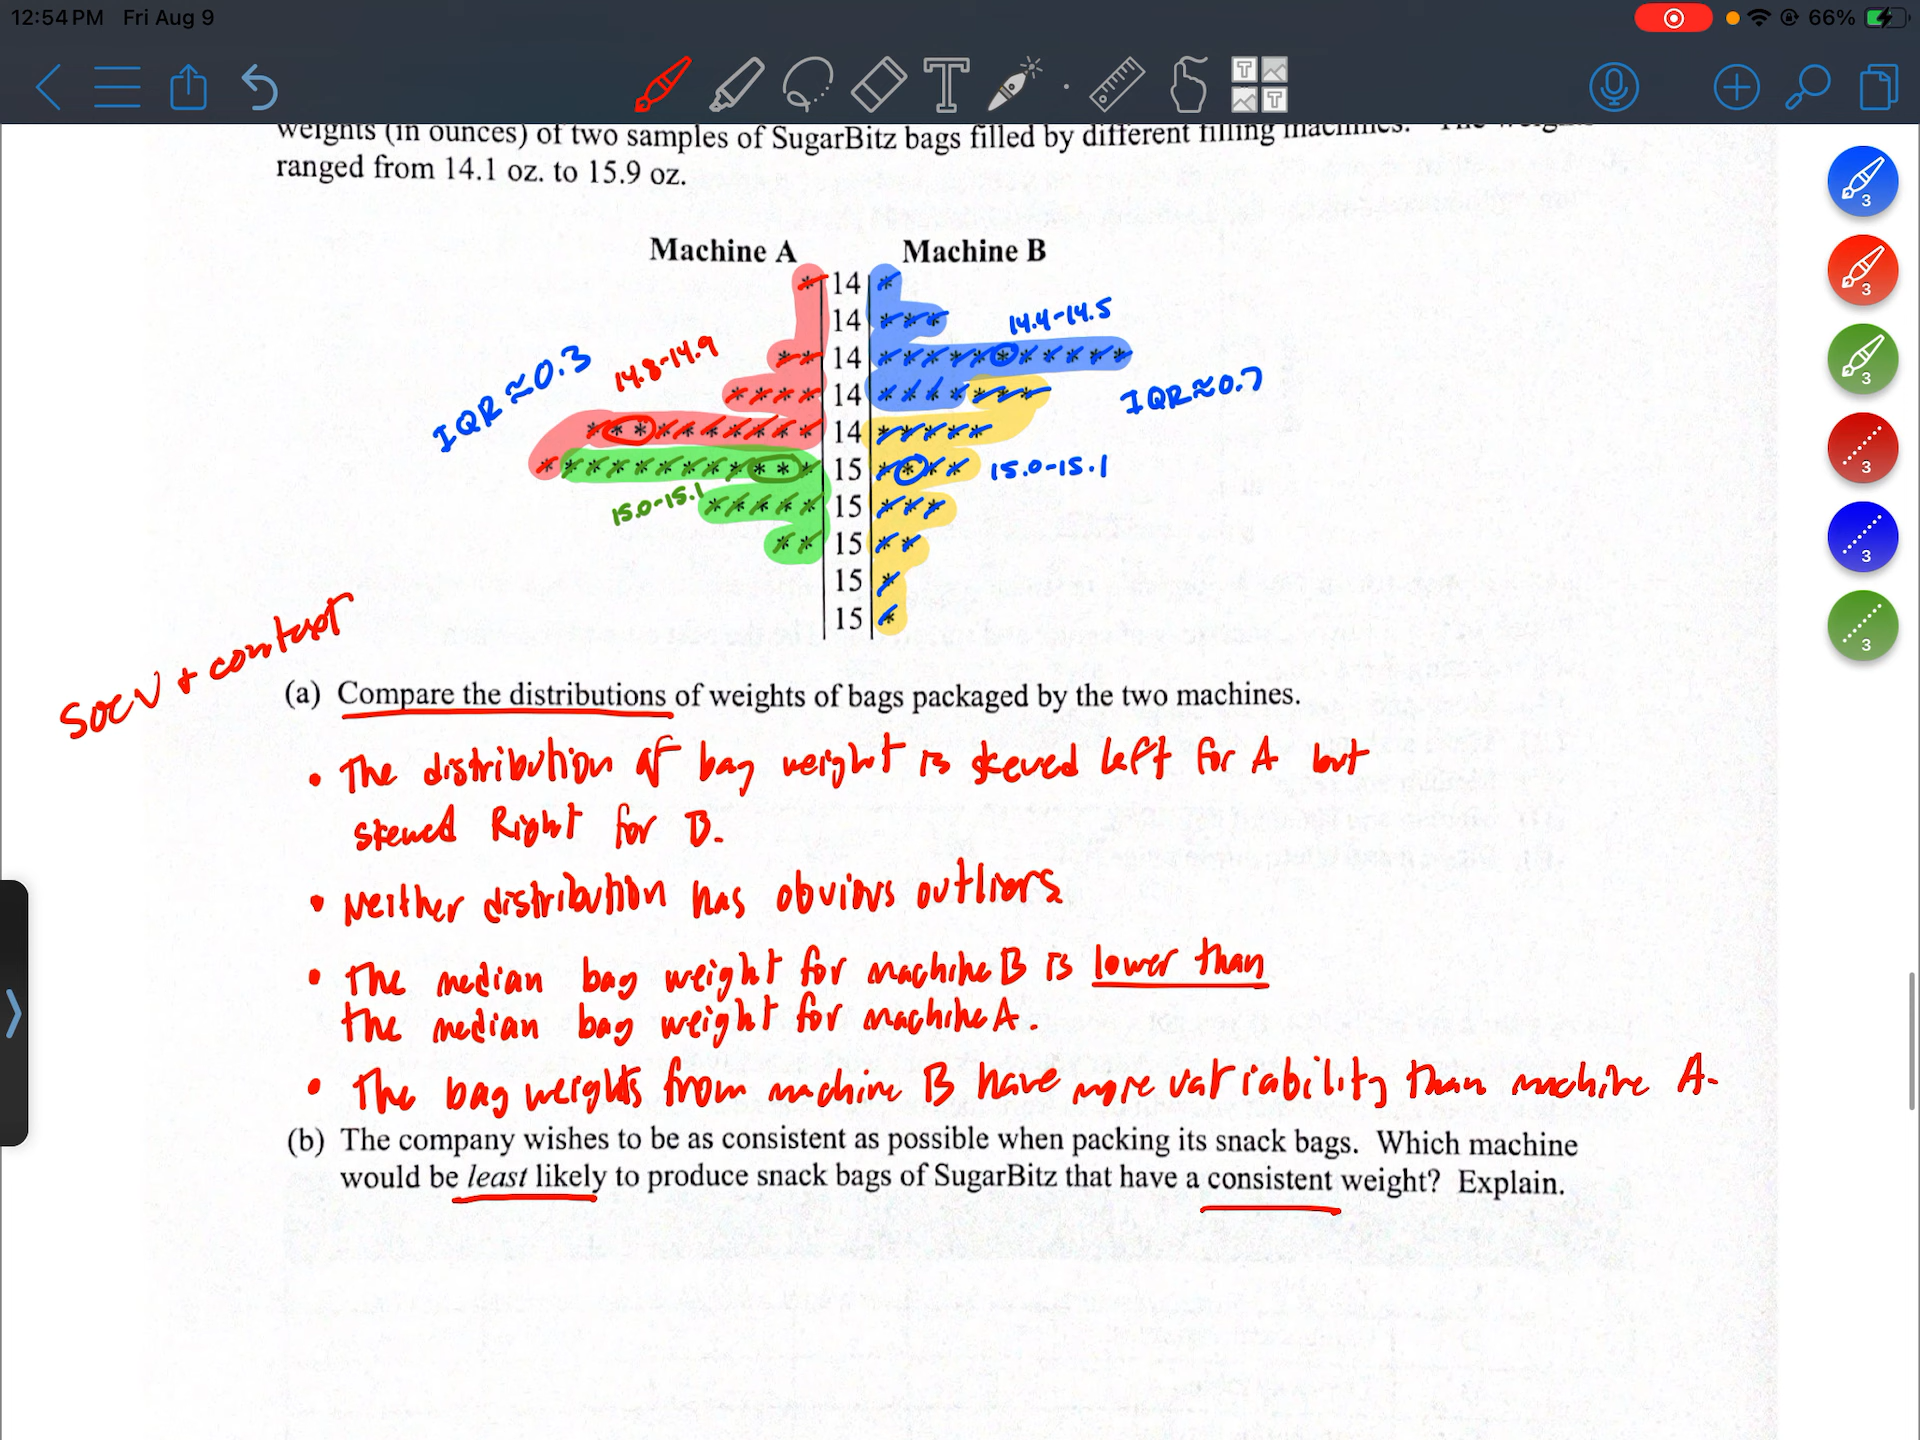 12:54 PM Fri Aug 9
66%
weights (in ounces) of two samples of SugarBitz bags filled by different filling machines. The
ranged from 14.1 oz. to 15.9 oz.
Machine A Machine B
* 14 *
14 * * *
14.4-14.5
* * 14 * * * * * * * * * * *
14.8-14.9
IQR ≈ 0.3
* * * * 14 * * * * * * *
IQR ≈ 0.7
* * * * * * * * * * 14 * * * * *
* * * * * * * * * * * * 15 * * * * 15.0-15.1
15.0-15.1
* * * * * 15 * * *
* * 15 * *
15 *
15 *
SOCV + context
(a) Compare the distributions of weights of bags packaged by the two machines.
• The distribution of bag weight is skewed left for A but
skewed Right for B.
• Neither distribution has obvious outliers
• The median bag weight for machine B is lower than
the median bag weight for machine A.
• The bag weights from machine B have more variability than machine A.
(b) The company wishes to be as consistent as possible when packing its snack bags. Which machine
would be least likely to produce snack bags of SugarBitz that have a consistent weight? Explain.
3
3
3
3
3
3